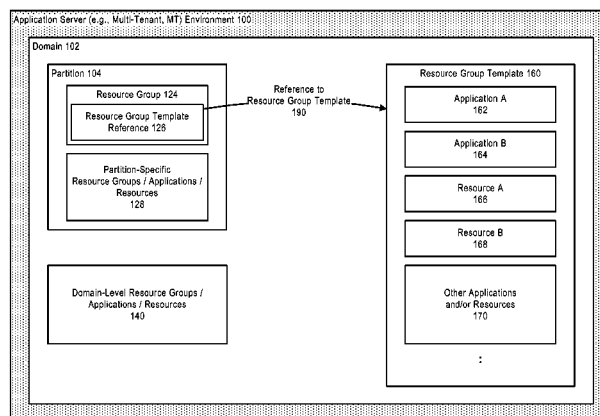 Application Server (e.g., Multi-Tenant, MT) Environment 100
Domain 102
Partition 104
Resource Group 124
Resource Group Template
Reference 126
Partition-Specific
Resource Groups / Applications /
Resources
128
Domain-Level Resource Groups /
Applications / Resources
140
Reference to
Resource Group Template
190
Resource Group Template 160
Application A
162
Application B
164
Resource A
166
Resource B
168
Other Applications
and/or Resources
170
: